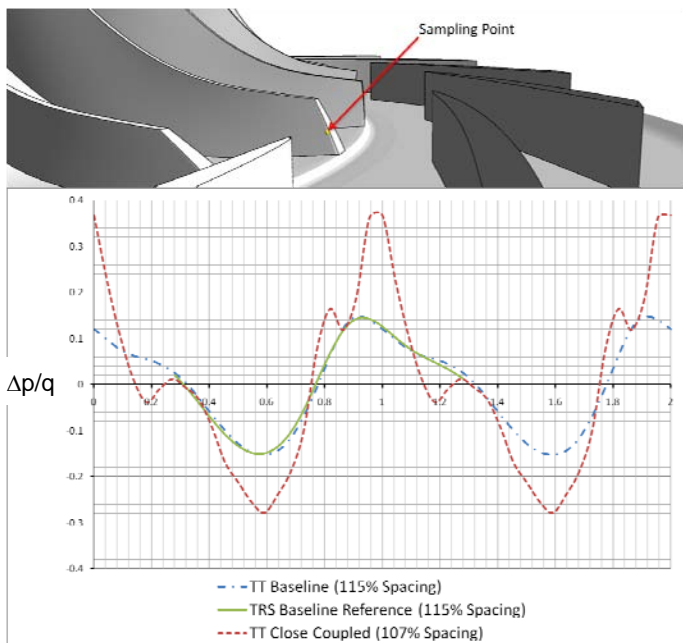 Sampling Point
0.4
0.3
0.2
0.1
Δp/q
0
0 0.2 0.4 0.6 0.8 1 1.2 1.4 1.6 1.8 2
-0.1
-0.2
-0.3
-0.4
TT Baseline (115% Spacing)
TRS Baseline Reference (115% Spacing)
TT Close Coupled (107% Spacing)